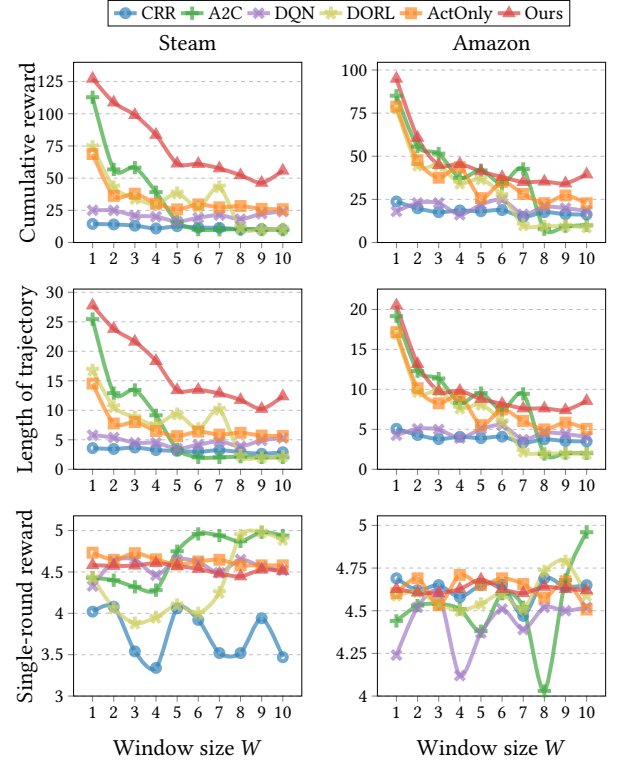 CRR A2C DQN DORL ActOnly Ours
Steam
Amazon
Cumulative reward
125
100
75
50
25
0
1 2 3 4 5 6 7 8 9 10
100
75
50
25
0
1 2 3 4 5 6 7 8 9 10
Length of trajectory
30
25
20
15
10
5
0
1 2 3 4 5 6 7 8 9 10
20
15
10
5
0
1 2 3 4 5 6 7 8 9 10
Single-round reward
5
4.5
4
3.5
3
1 2 3 4 5 6 7 8 9 10
Window size W
5
4.75
4.5
4.25
4
1 2 3 4 5 6 7 8 9 10
Window size W